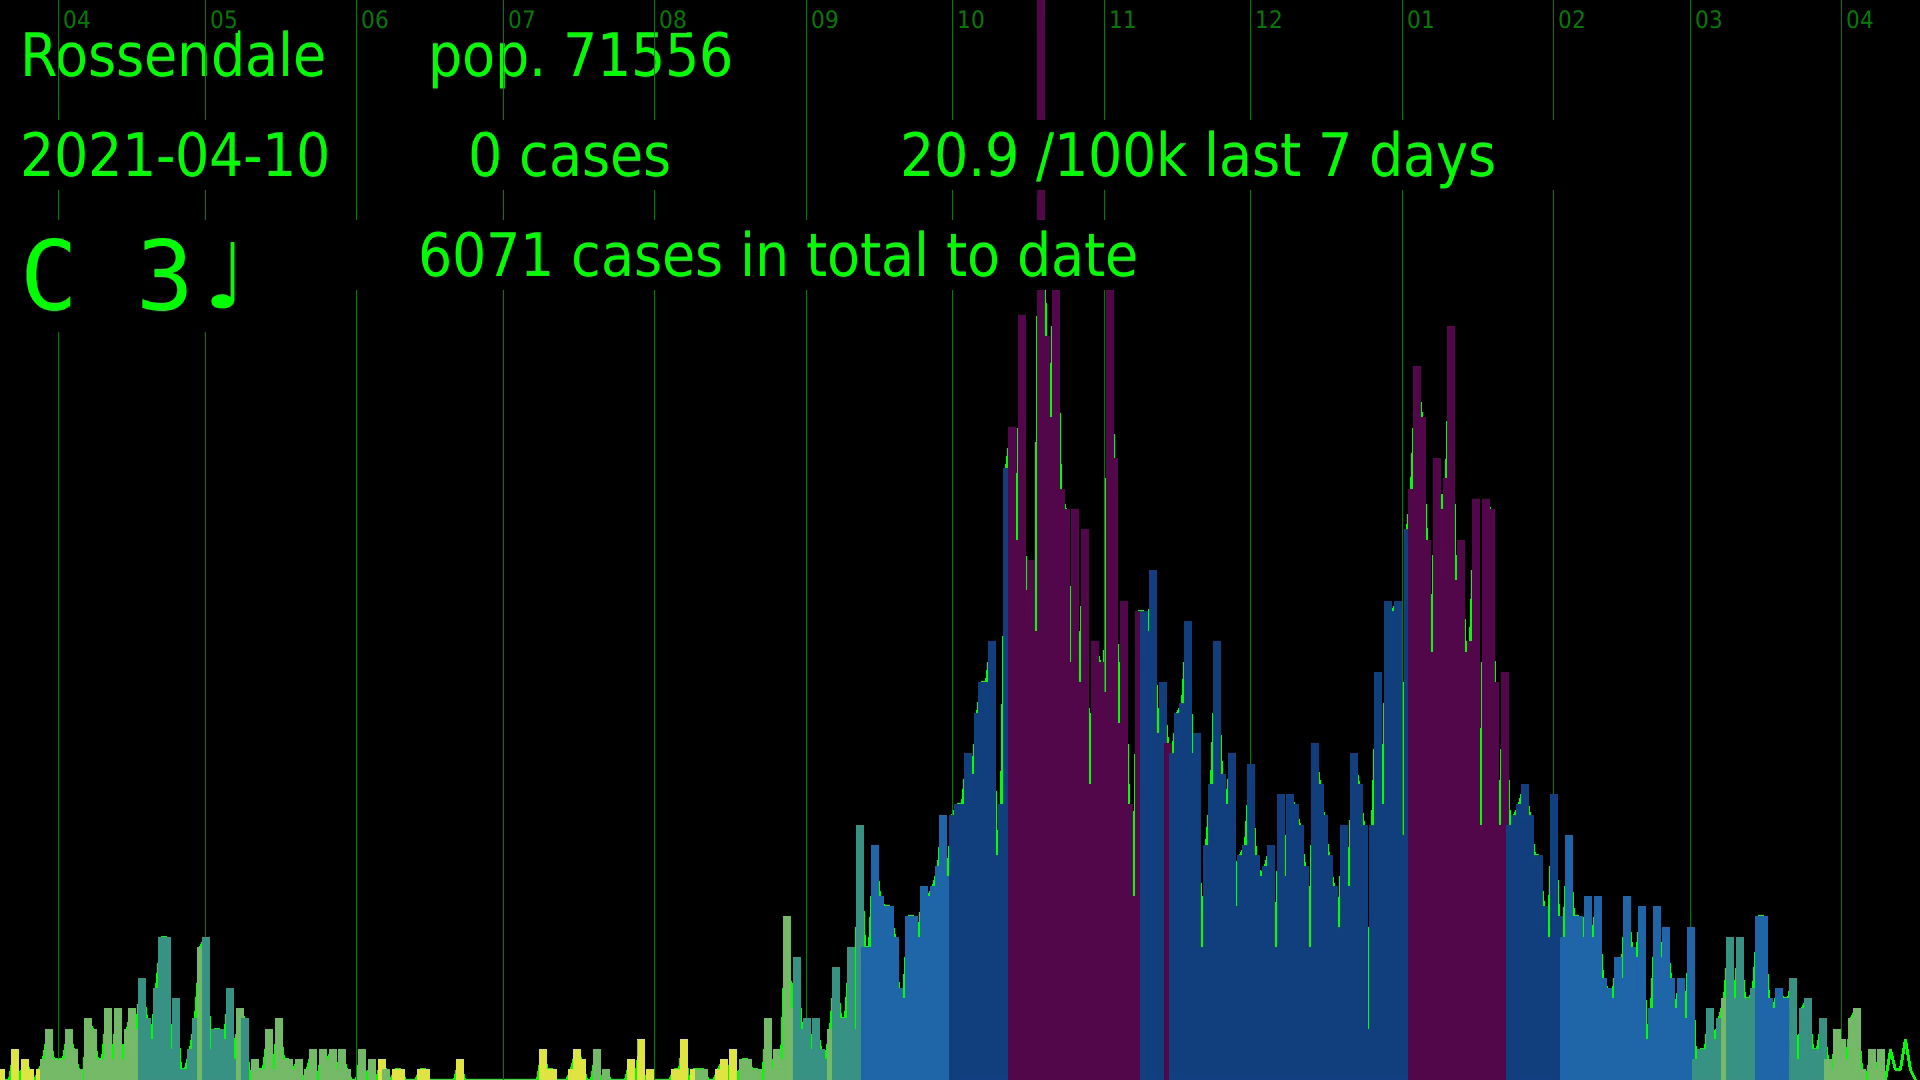 04 05 06 07 08 09 10 11 12 01 02 03 04
Rossendale pop. 71556
2021-04-10 0 cases 20.9 /100k last 7 days
C 3♩ 6071 cases in total to date